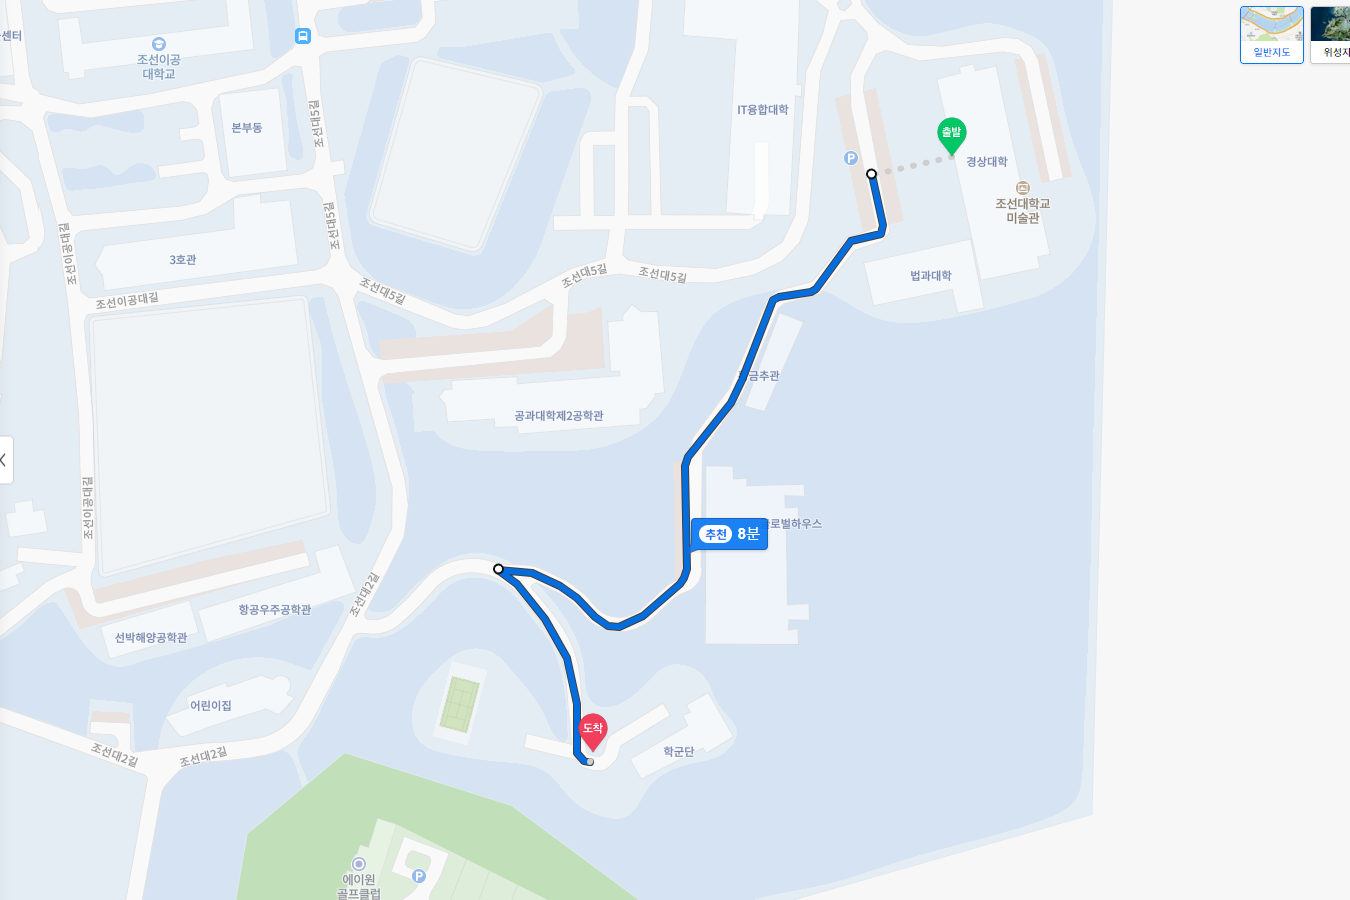 센터
조선이공
대학교
본부동
조선대5길
IT융합대학
출발
경상대학
조선대학교
미술관
일반지도
위성지
P
조선이공대길
조선대5길
3호관
조선이공대길
조선대5길
조선대5길
조선대5길
법과대학
금추관
공과대학제2공학관
조선이공대길
추천 8분
로벌하우스
조선대2길
항공우주공학관
선박해양공학관
어린이집
도착
학군단
조선대2길
조선대2길
에이원
골프클럽
P